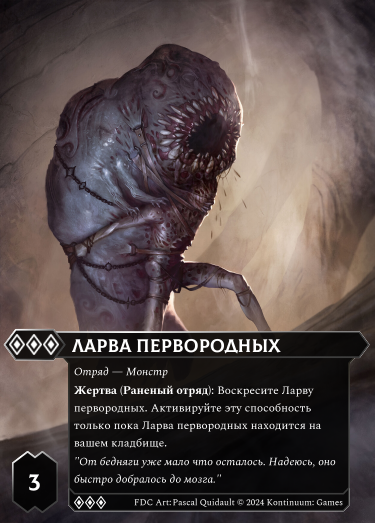 ЛАРВА ПЕРВОРОДНЫХ
Отряд — Монстр
Жертва (Раненый отряд): Воскресите Ларву
первородных. Активируйте эту способность
только пока Ларва первородных находится на
вашем кладбище.
"От бедняги уже мало что осталось. Надеюсь, оно
быстро добралось до мозга."
3
FDC Art: Pascal Quidault © 2024 Kontinuum: Games